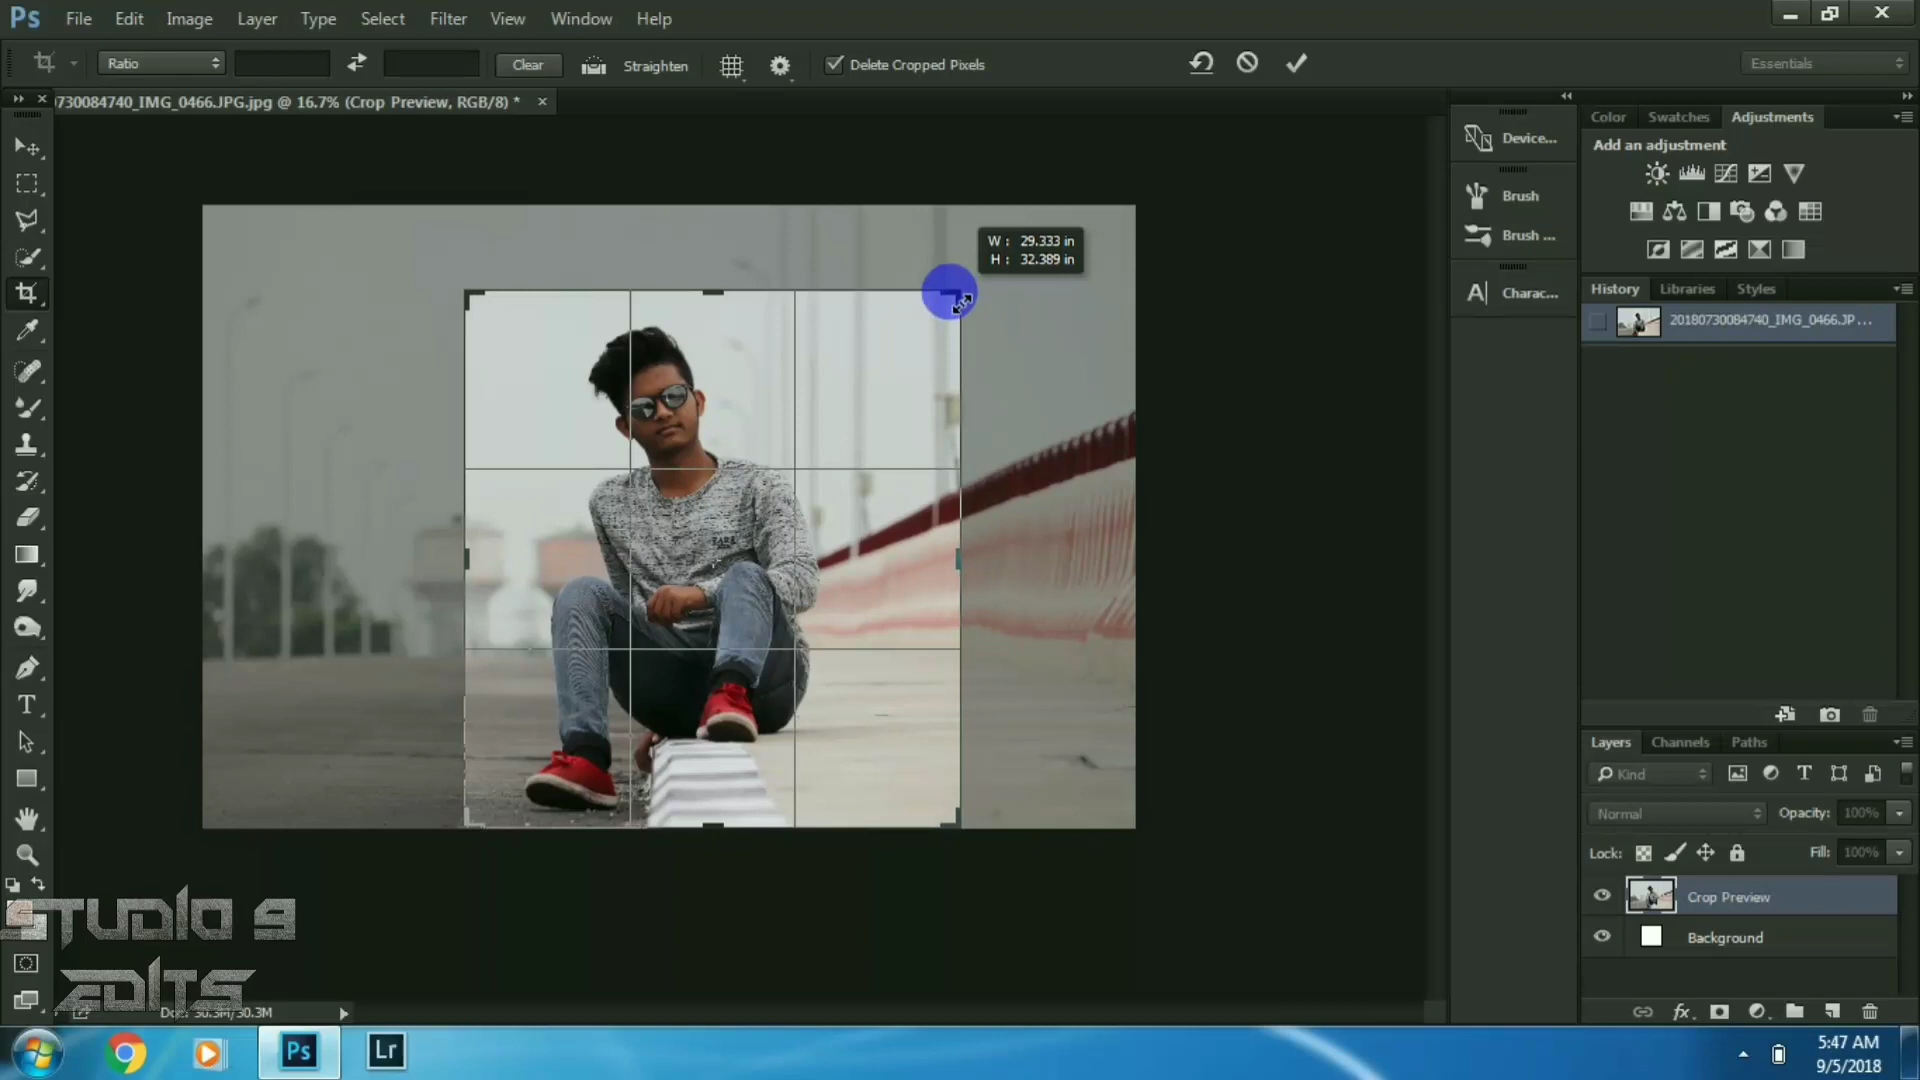 Ps File Edit Image Layer Type Select Filter View Window Help
Ratio Clear Straighten Delete Cropped Pixels Essentials
730084740_IMG_0466.JPG.jpg @ 16.7% (Crop Preview, RGB/8) *
W : 29.333 in
H : 32.389 in
Device...
Brush
Brush ...
A Charac...
Color Swatches Adjustments
Add an adjustment
History Libraries Styles
20180730084740_IMG_0466.JP...
Layers Channels Paths
Kind
Normal Opacity: 100%
Lock: Fill: 100%
Crop Preview
Background
fx
STUDIO 9
EDITS
Doc: 30.3M/30.3M
Ps Lr
5:47 AM
9/5/2018